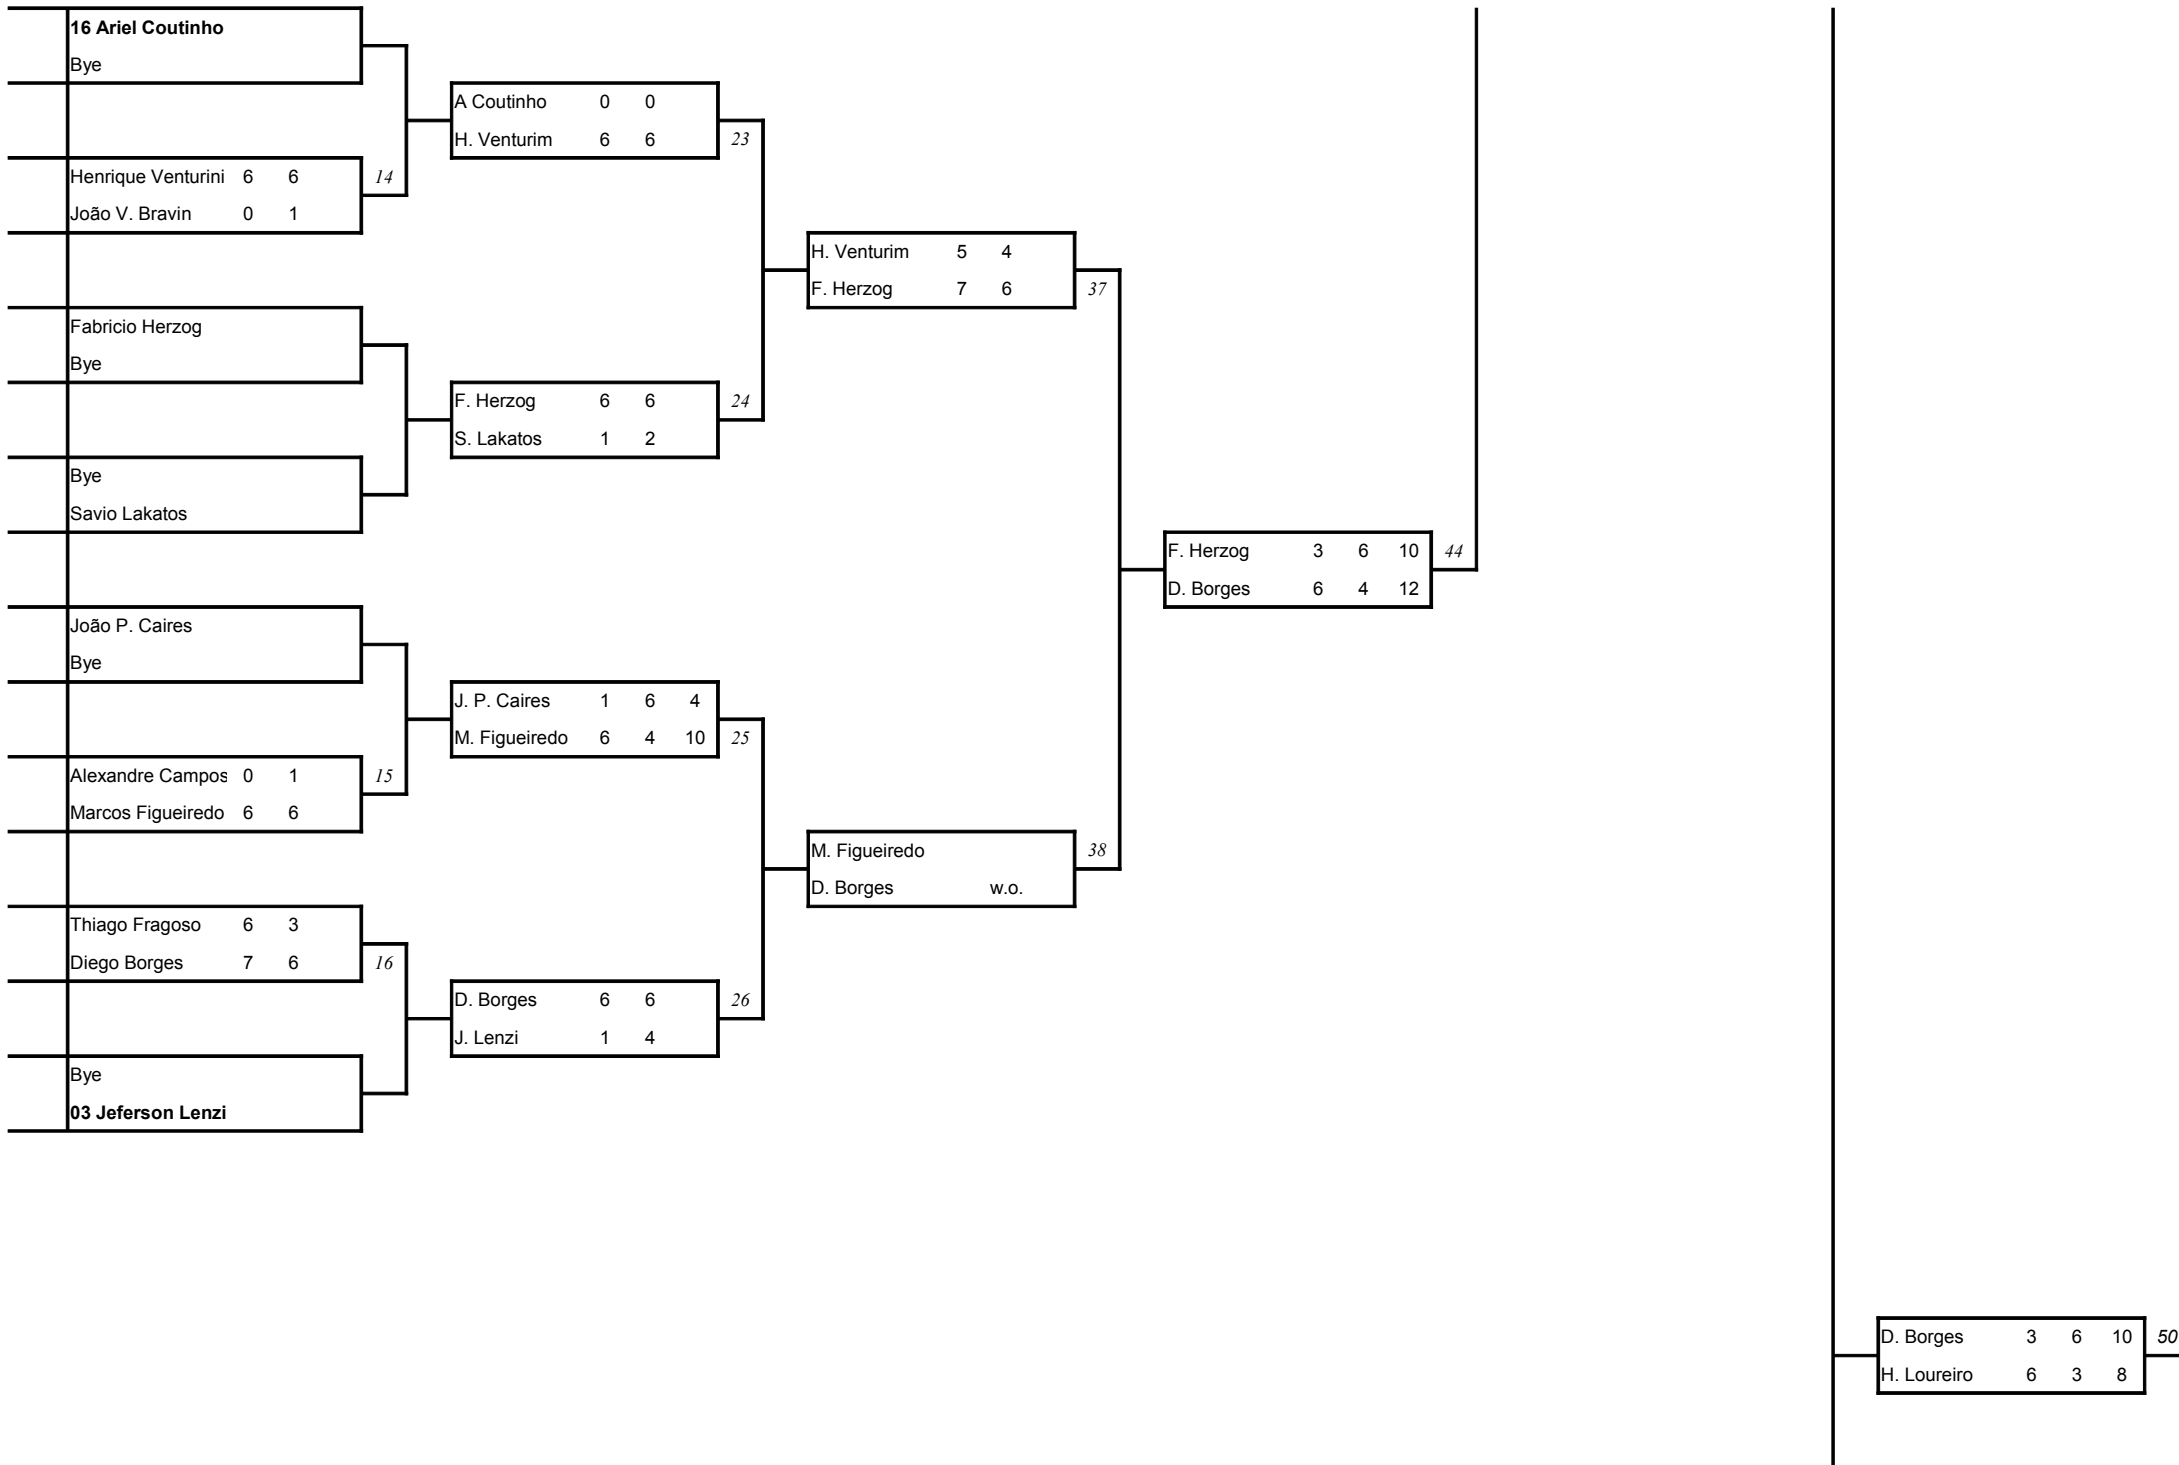 16 Ariel Coutinho
Bye
A Coutinho 0 0
H. Venturim 6 6 23
Henrique Venturini 6 6 14
João V. Bravin 0 1
H. Venturim 5 4
F. Herzog 7 6 37
Fabricio Herzog
Bye
F. Herzog 6 6 24
S. Lakatos 1 2
Bye
Savio Lakatos
F. Herzog 3 6 10 44
D. Borges 6 4 12
João P. Caires
Bye
J. P. Caires 1 6 4
M. Figueiredo 6 4 10 25
Alexandre Campos 0 1 15
Marcos Figueiredo 6 6
M. Figueiredo 38
D. Borges w.o.
Thiago Fragoso 6 3
Diego Borges 7 6 16
D. Borges 6 6 26
J. Lenzi 1 4
Bye
03 Jeferson Lenzi
D. Borges 3 6 10 50
H. Loureiro 6 3 8